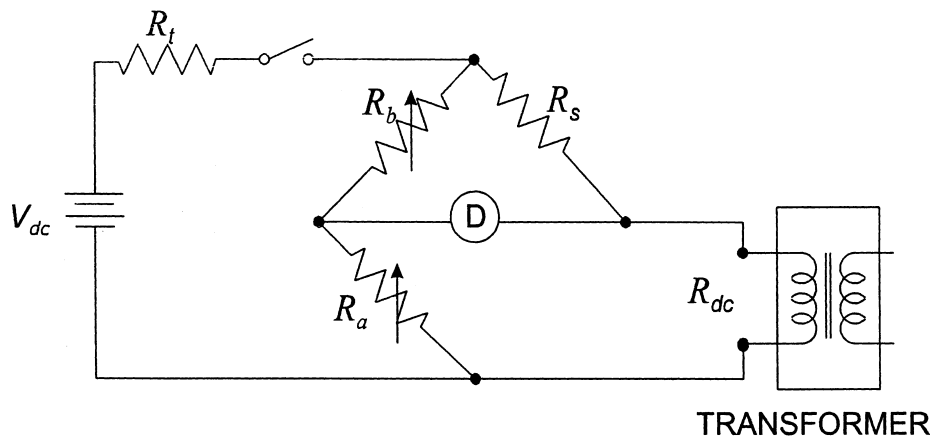 R_t
R_b
R_s
V_dc
D
R_a
R_dc
TRANSFORMER